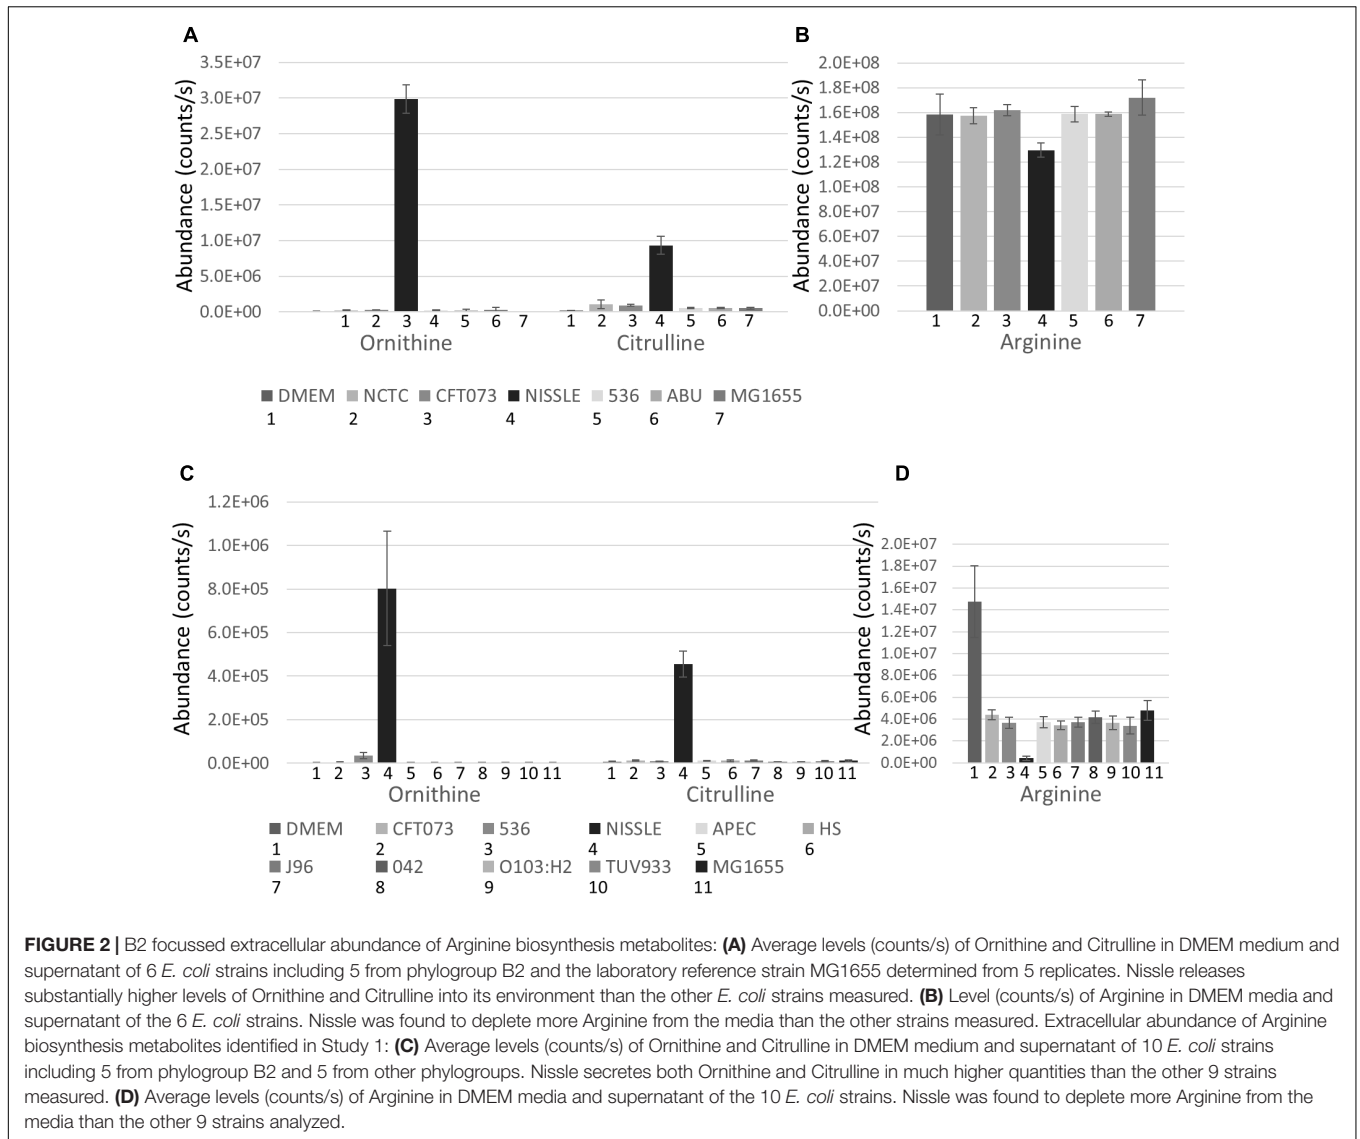 A
Abundance (counts/s)
3.5E+07
3.0E+07
2.5E+07
2.0E+07
1.5E+07
1.0E+07
5.0E+06
0.0E+00
1 2 3 4 5 6 7 1 2 3 4 5 6 7
Ornithine Citrulline
B
Abundance (counts/s)
2.0E+08
1.8E+08
1.6E+08
1.4E+08
1.2E+08
1.0E+08
8.0E+07
6.0E+07
4.0E+07
2.0E+07
0.0E+00
1 2 3 4 5 6 7
Arginine
DMEM NCTC CFT073 NISSLE 536 ABU MG1655
1 2 3 4 5 6 7
C
Abundance (counts/s)
1.2E+06
1.0E+06
8.0E+05
6.0E+05
4.0E+05
2.0E+05
0.0E+00
1 2 3 4 5 6 7 8 9 10 11 1 2 3 4 5 6 7 8 9 10 11
Ornithine Citrulline
D
Abundance (counts/s)
2.0E+07
1.8E+07
1.6E+07
1.4E+07
1.2E+07
1.0E+07
8.0E+06
6.0E+06
4.0E+06
2.0E+06
0.0E+00
1 2 3 4 5 6 7 8 9 10 11
Arginine
DMEM CFT073 536 NISSLE APEC HS
1 2 3 4 5 6
J96 042 O103:H2 TUV933 MG1655
7 8 9 10 11
FIGURE 2 | B2 focussed extracellular abundance of Arginine biosynthesis metabolites: (A) Average levels (counts/s) of Ornithine and Citrulline in DMEM medium and
supernatant of 6 E. coli strains including 5 from phylogroup B2 and the laboratory reference strain MG1655 determined from 5 replicates. Nissle releases
substantially higher levels of Ornithine and Citrulline into its environment than the other E. coli strains measured. (B) Level (counts/s) of Arginine in DMEM media and
supernatant of the 6 E. coli strains. Nissle was found to deplete more Arginine from the media than the other strains measured. Extracellular abundance of Arginine
biosynthesis metabolites identified in Study 1: (C) Average levels (counts/s) of Ornithine and Citrulline in DMEM medium and supernatant of 10 E. coli strains
including 5 from phylogroup B2 and 5 from other phylogroups. Nissle secretes both Ornithine and Citrulline in much higher quantities than the other 9 strains
measured. (D) Average levels (counts/s) of Arginine in DMEM media and supernatant of the 10 E. coli strains. Nissle was found to deplete more Arginine from the
media than the other 9 strains analyzed.